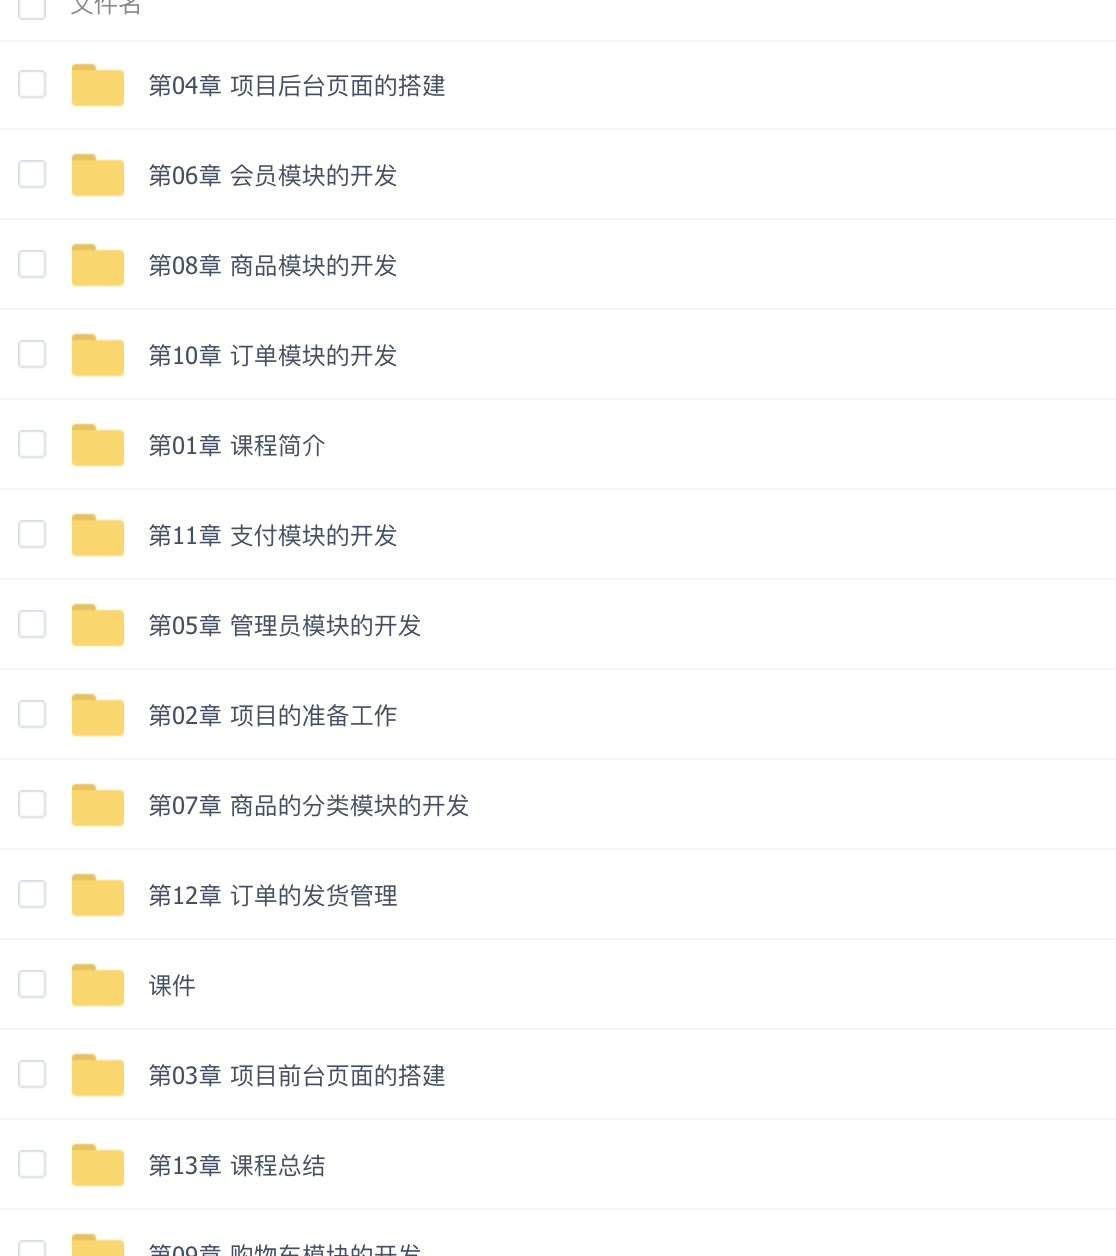 文件名
第04章 项目后台页面的搭建
第06章 会员模块的开发
第08章 商品模块的开发
第10章 订单模块的开发
第01章 课程简介
第11章 支付模块的开发
第05章 管理员模块的开发
第02章 项目的准备工作
第07章 商品的分类模块的开发
第12章 订单的发货管理
课件
第03章 项目前台页面的搭建
第13章 课程总结
第09章 购物车模块的开发